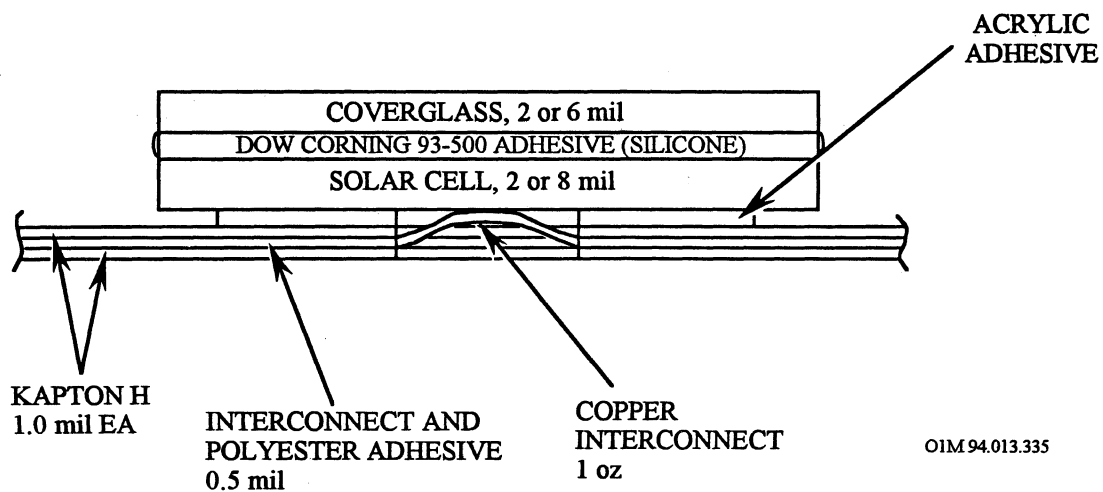 ACRYLIC
ADHESIVE
COVERGLASS, 2 or 6 mil
DOW CORNING 93-500 ADHESIVE (SILICONE)
SOLAR CELL, 2 or 8 mil
KAPTON H
1.0 mil EA
INTERCONNECT AND
POLYESTER ADHESIVE
0.5 mil
COPPER
INTERCONNECT
1 oz
O1M 94.013.335